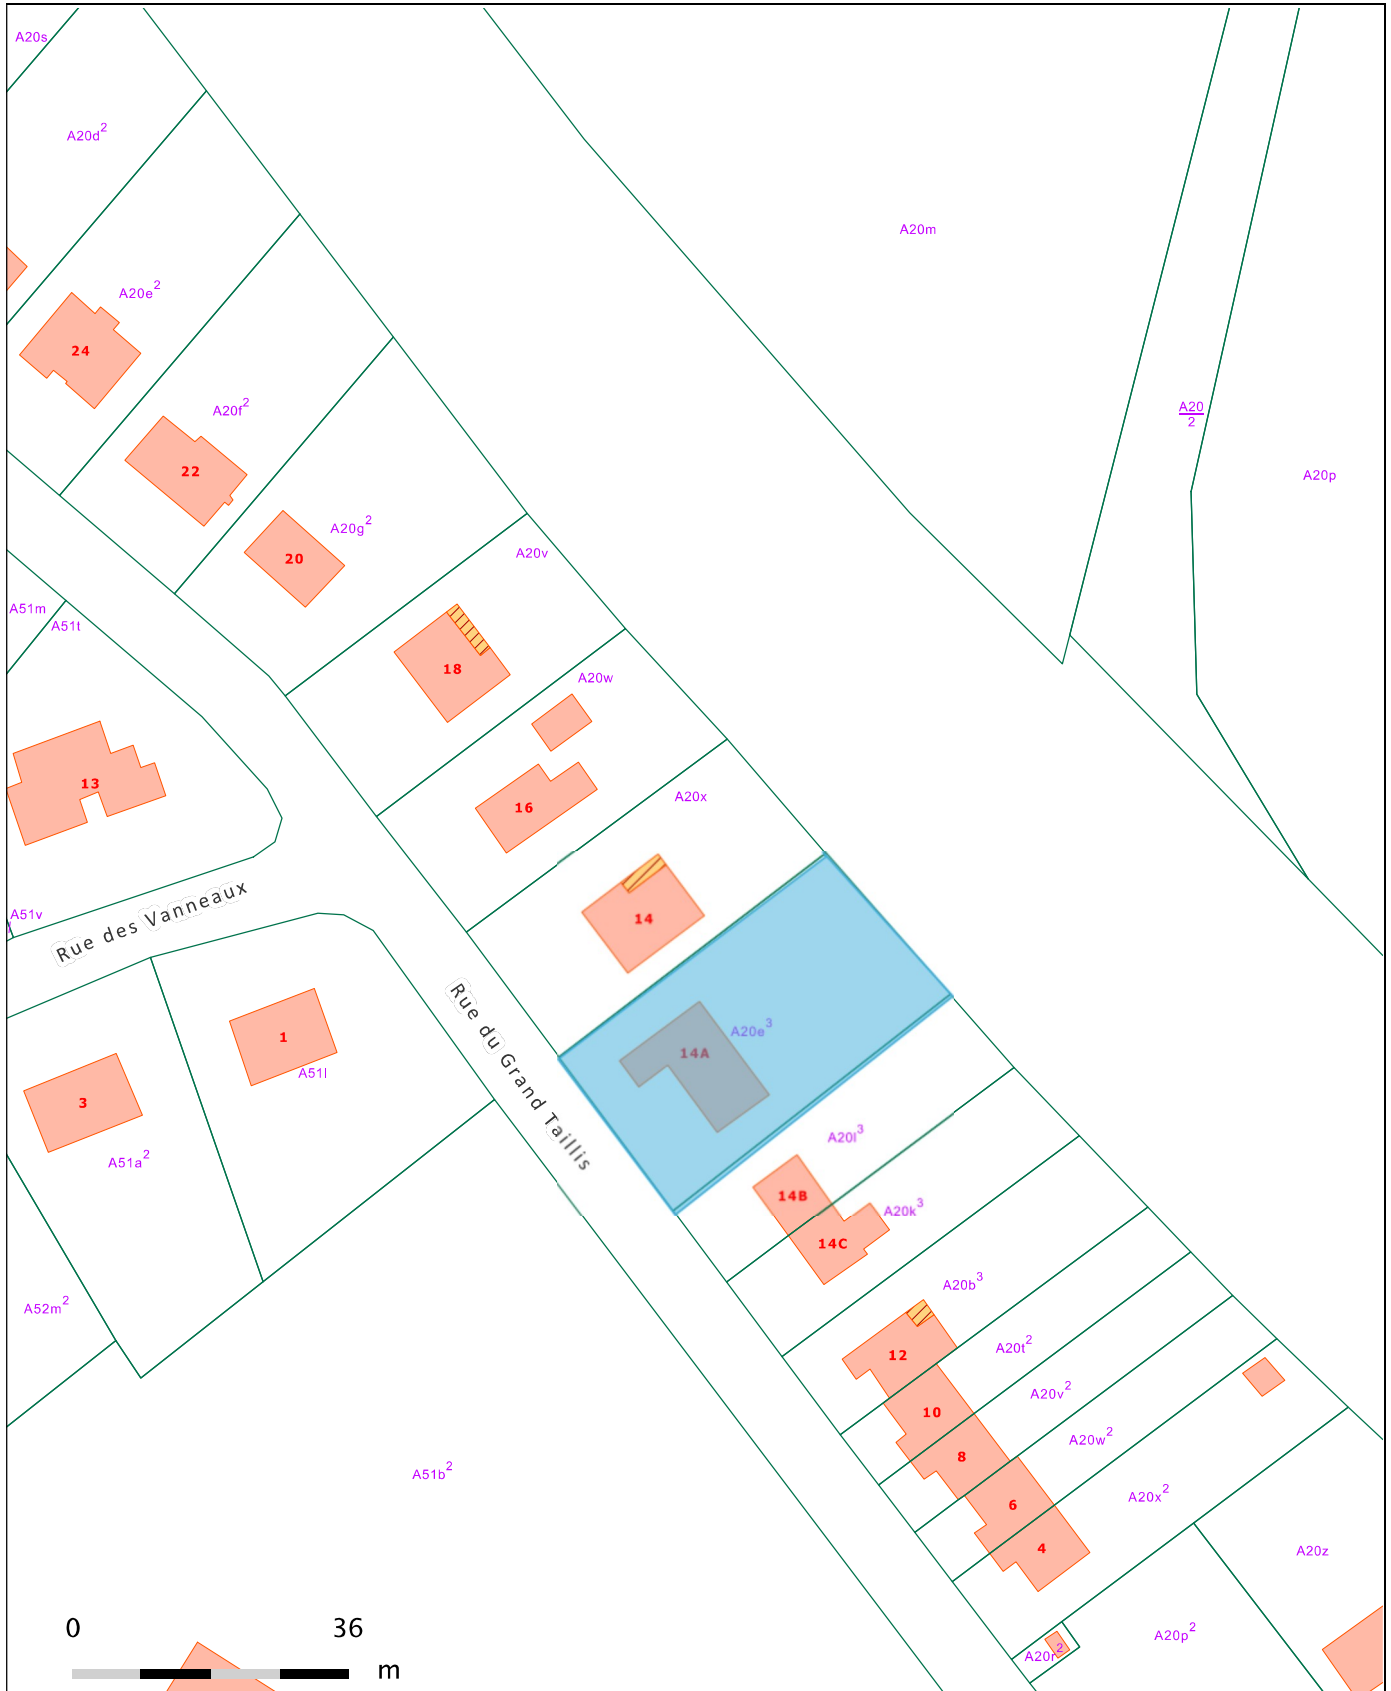 A20s
A20d²
A20m
A20e²
24
A20f²
A20
2
22
A20p
A20g²
20
A20v
A51m
A51t
18
A20w
13
16
A20x
Rue des Vanneaux
A51v
14
Rue du Grand Taillis
A20e³
14A
1
A51l
3
A51a²
A20l³
14B
A20k³
14C
A52m²
A20b³
12
A20t²
A20v²
10
A20w²
8
A51b²
A20x²
6
4
A20z
A20p²
A20r²
0 36
m